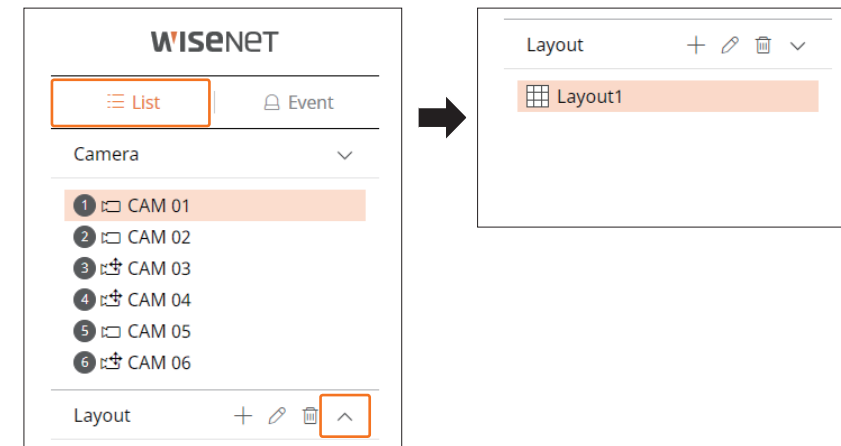 WISENET
List
Event
Camera
1 CAM 01
2 CAM 02
3 CAM 03
4 CAM 04
5 CAM 05
6 CAM 06
Layout
Layout
Layout1